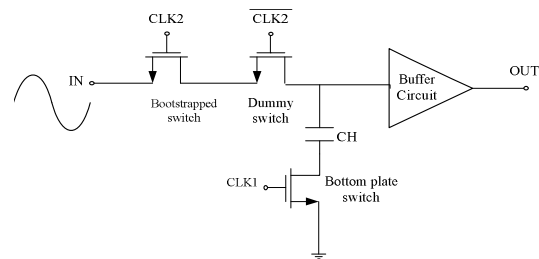 CLK2
CLK2
IN
OUT
Buffer
Circuit
Bootstrapped
switch
Dummy
switch
CH
CLK1
Bottom plate
switch